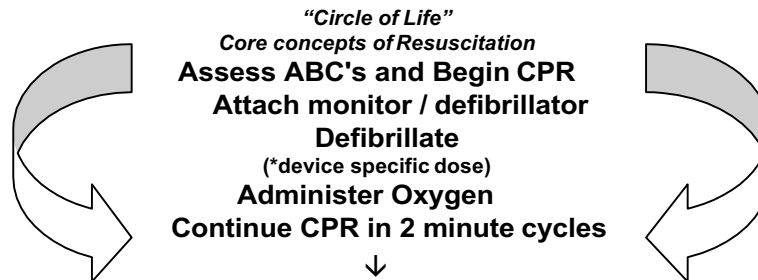 “Circle of Life”
Core concepts of Resuscitation
Assess ABC's and Begin CPR
Attach monitor / defibrillator
Defibrillate
(*device specific dose)
Administer Oxygen
Continue CPR in 2 minute cycles
↓